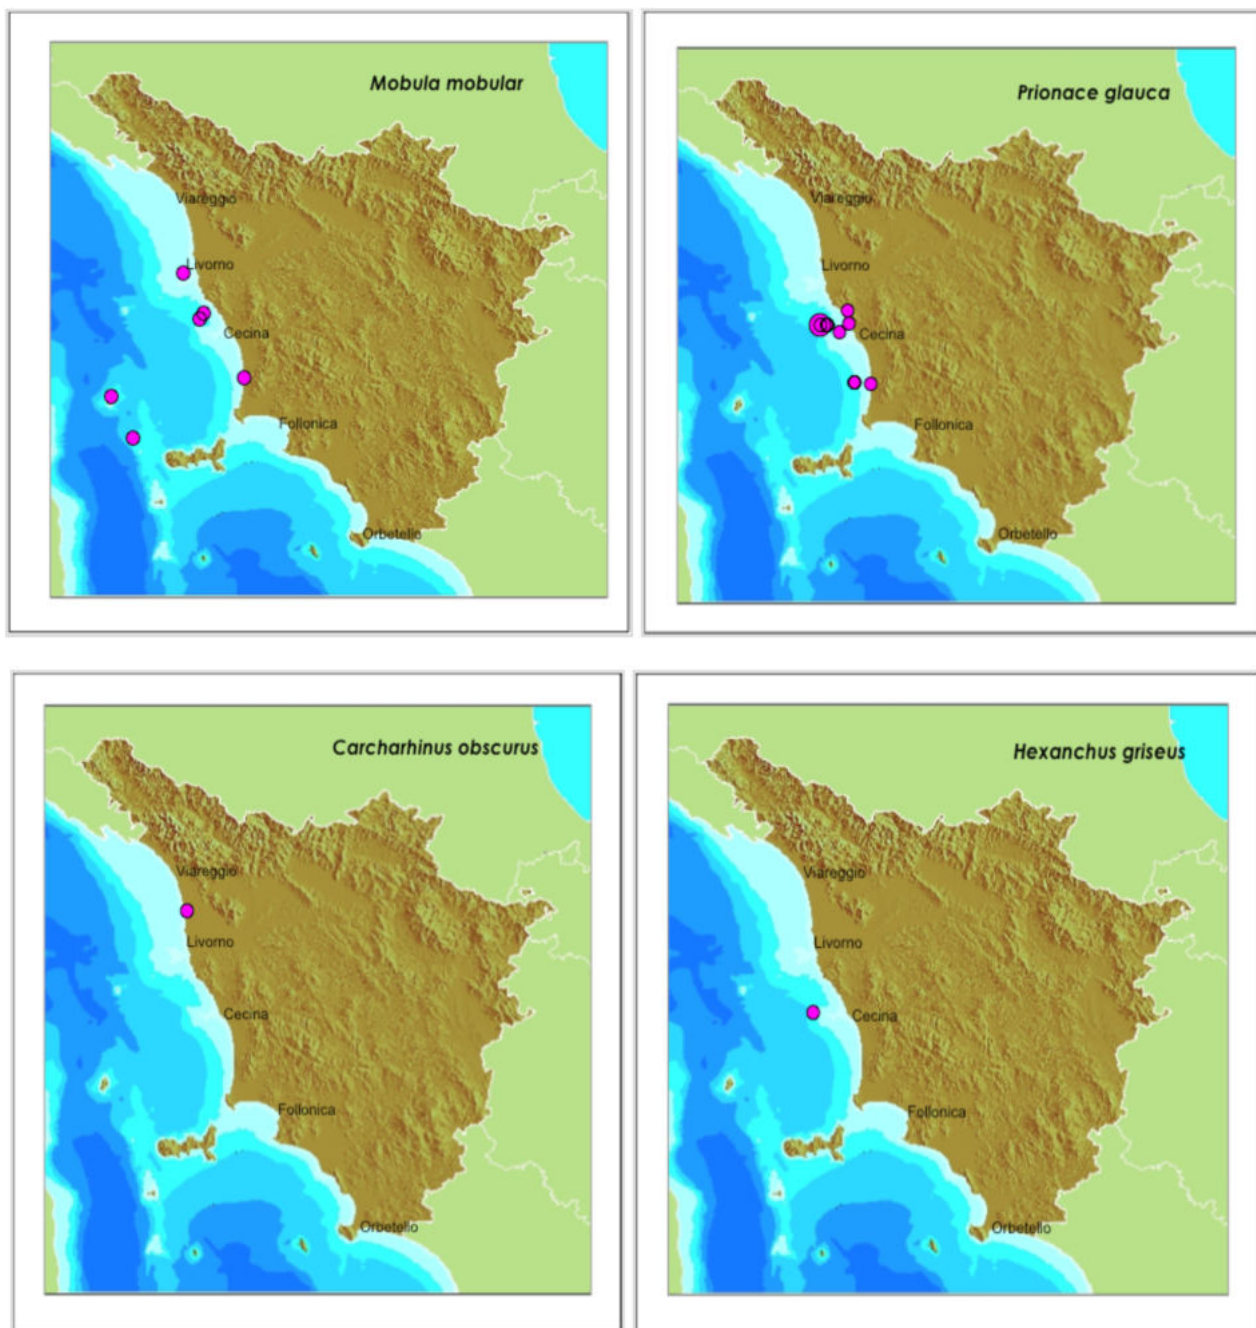 Mobula mobular
Viareggio
Livorno
Cecina
Follonica
Orbetello
Prionace glauca
Viareggio
Livorno
Cecina
Follonica
Orbetello
Carcharhinus obscurus
Viareggio
Livorno
Cecina
Follonica
Orbetello
Hexanchus griseus
Viareggio
Livorno
Cecina
Follonica
Orbetello